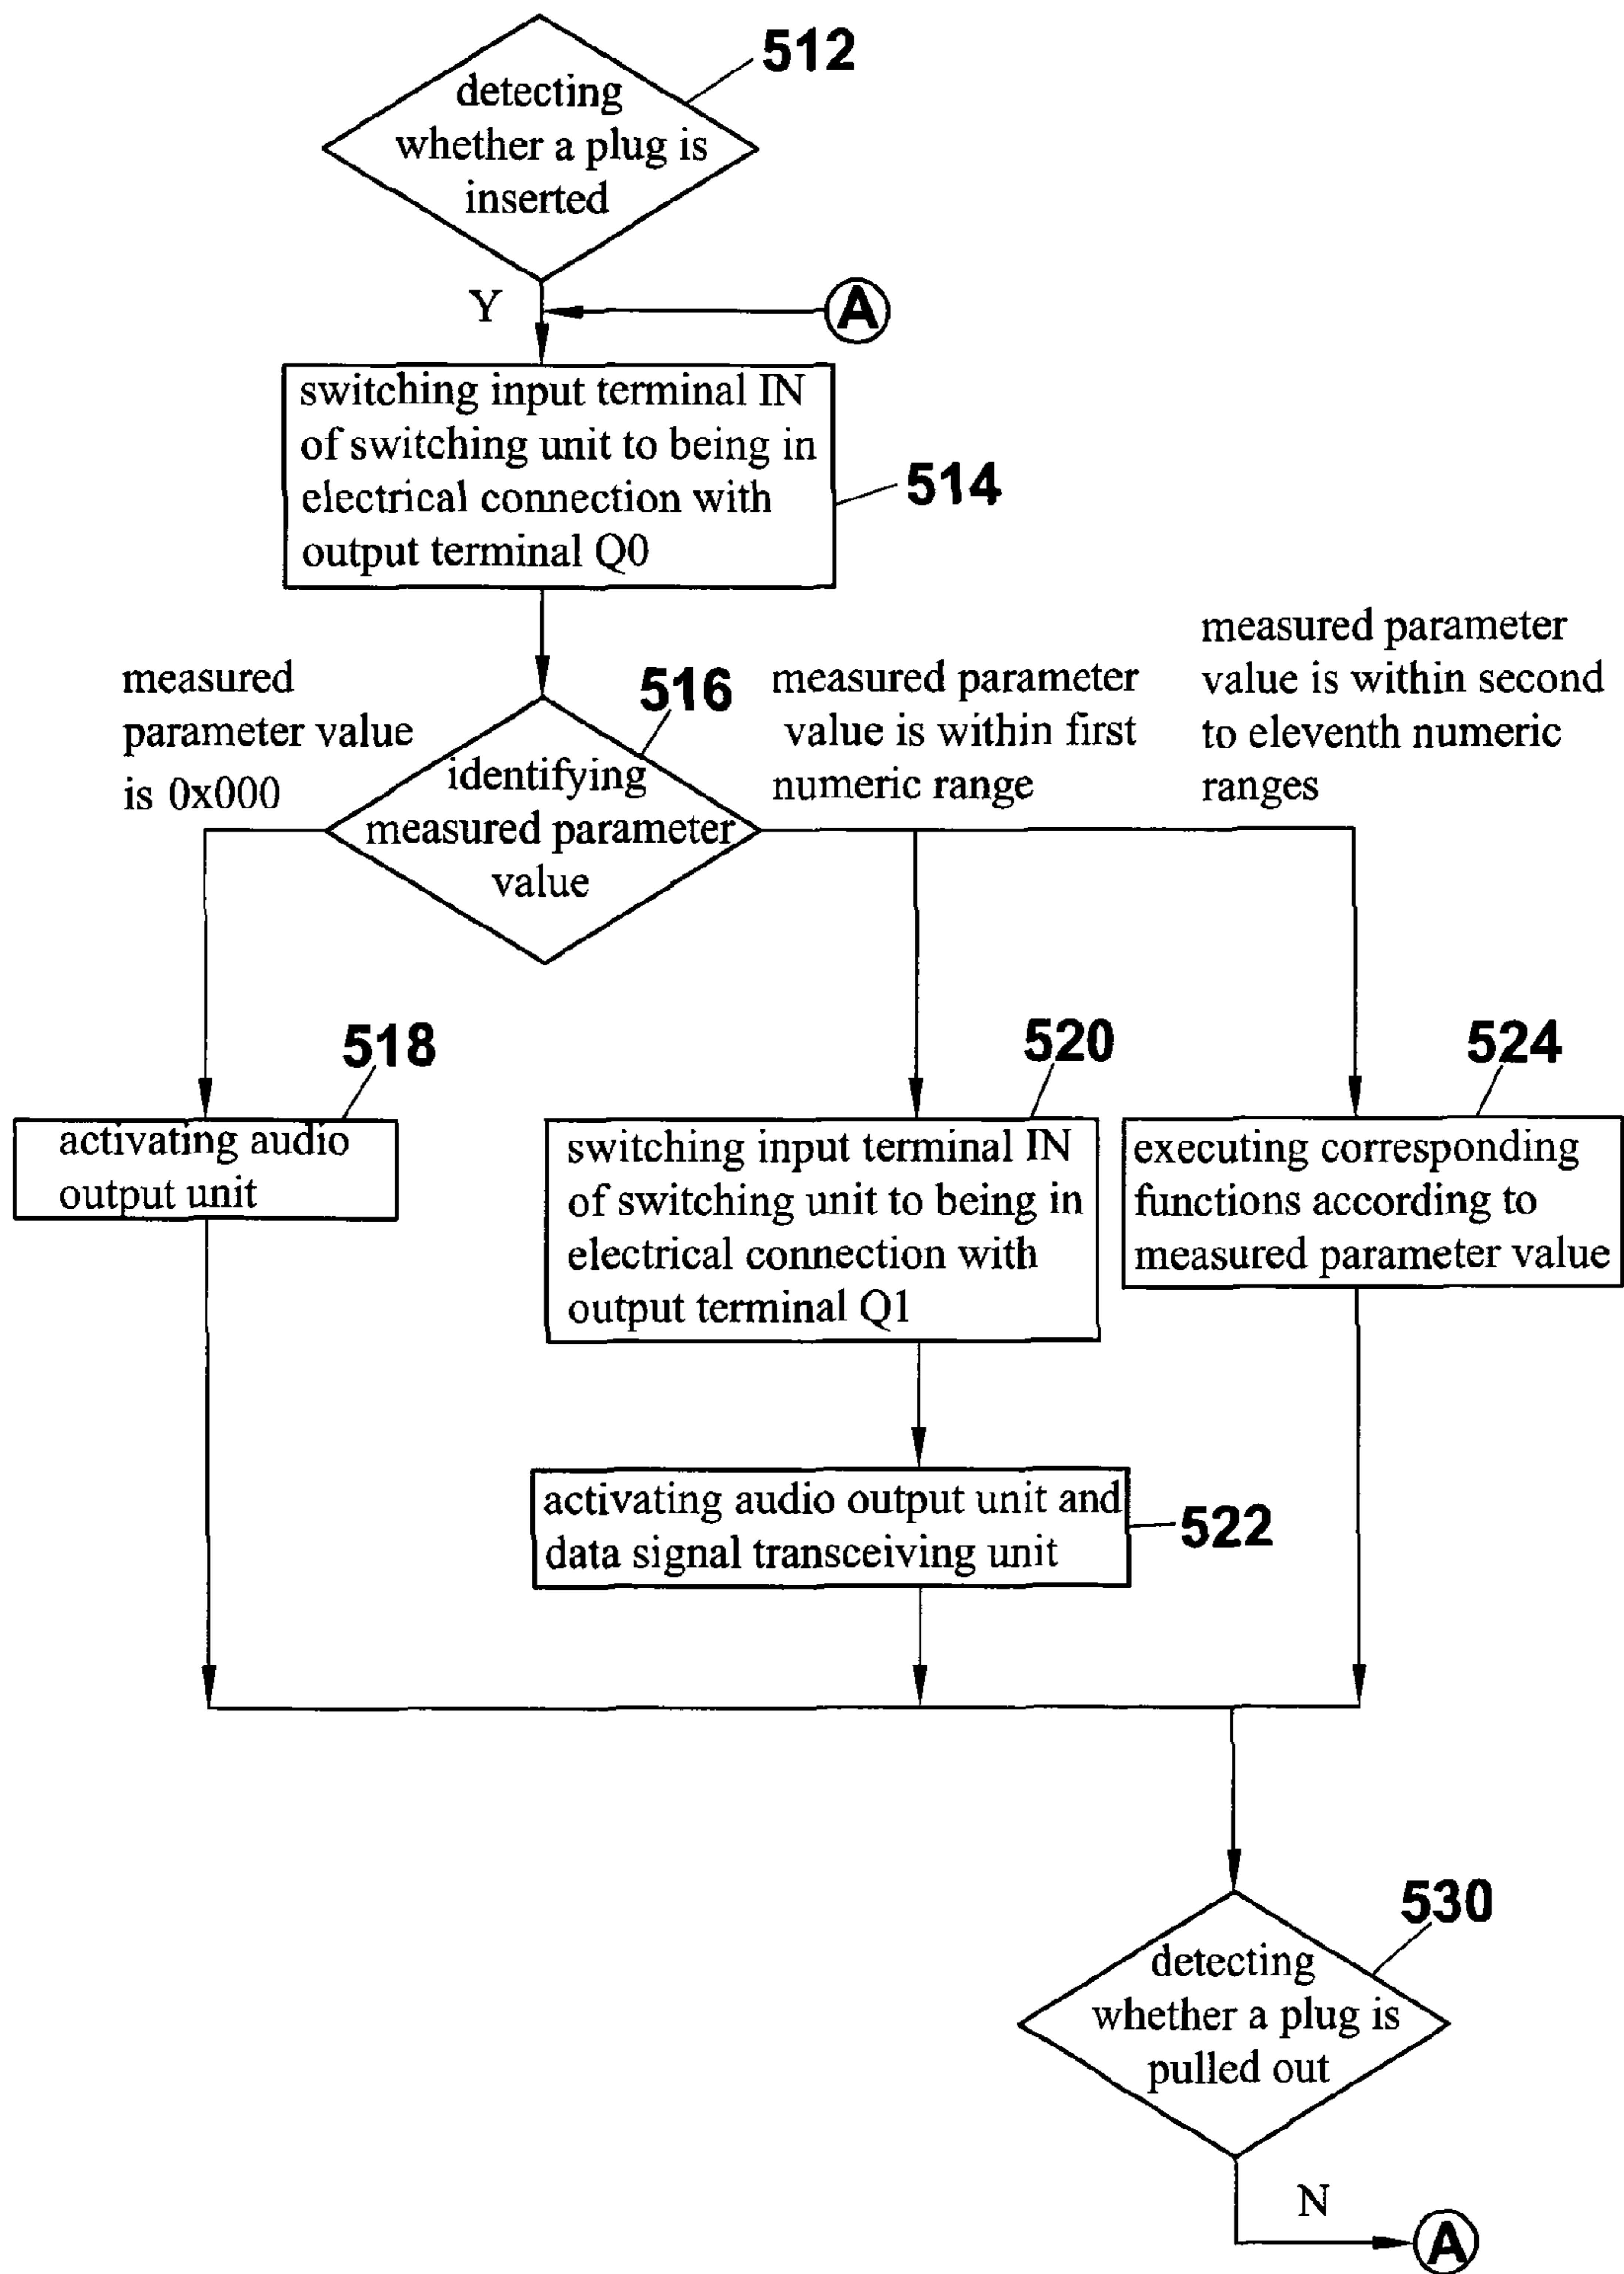 512
detecting
whether a plug is
inserted
Y
A
switching input terminal IN
of switching unit to being in
electrical connection with
output terminal Q0
514
measured
parameter value
is 0x000
516
identifying
measured parameter
value
measured parameter
value is within first
numeric range
measured parameter
value is within second
to eleventh numeric
ranges
518
activating audio
output unit
520
switching input terminal IN
of switching unit to being in
electrical connection with
output terminal Q1
524
executing corresponding
functions according to
measured parameter value
activating audio output unit and
data signal transceiving unit
522
530
detecting
whether a plug is
pulled out
N
A